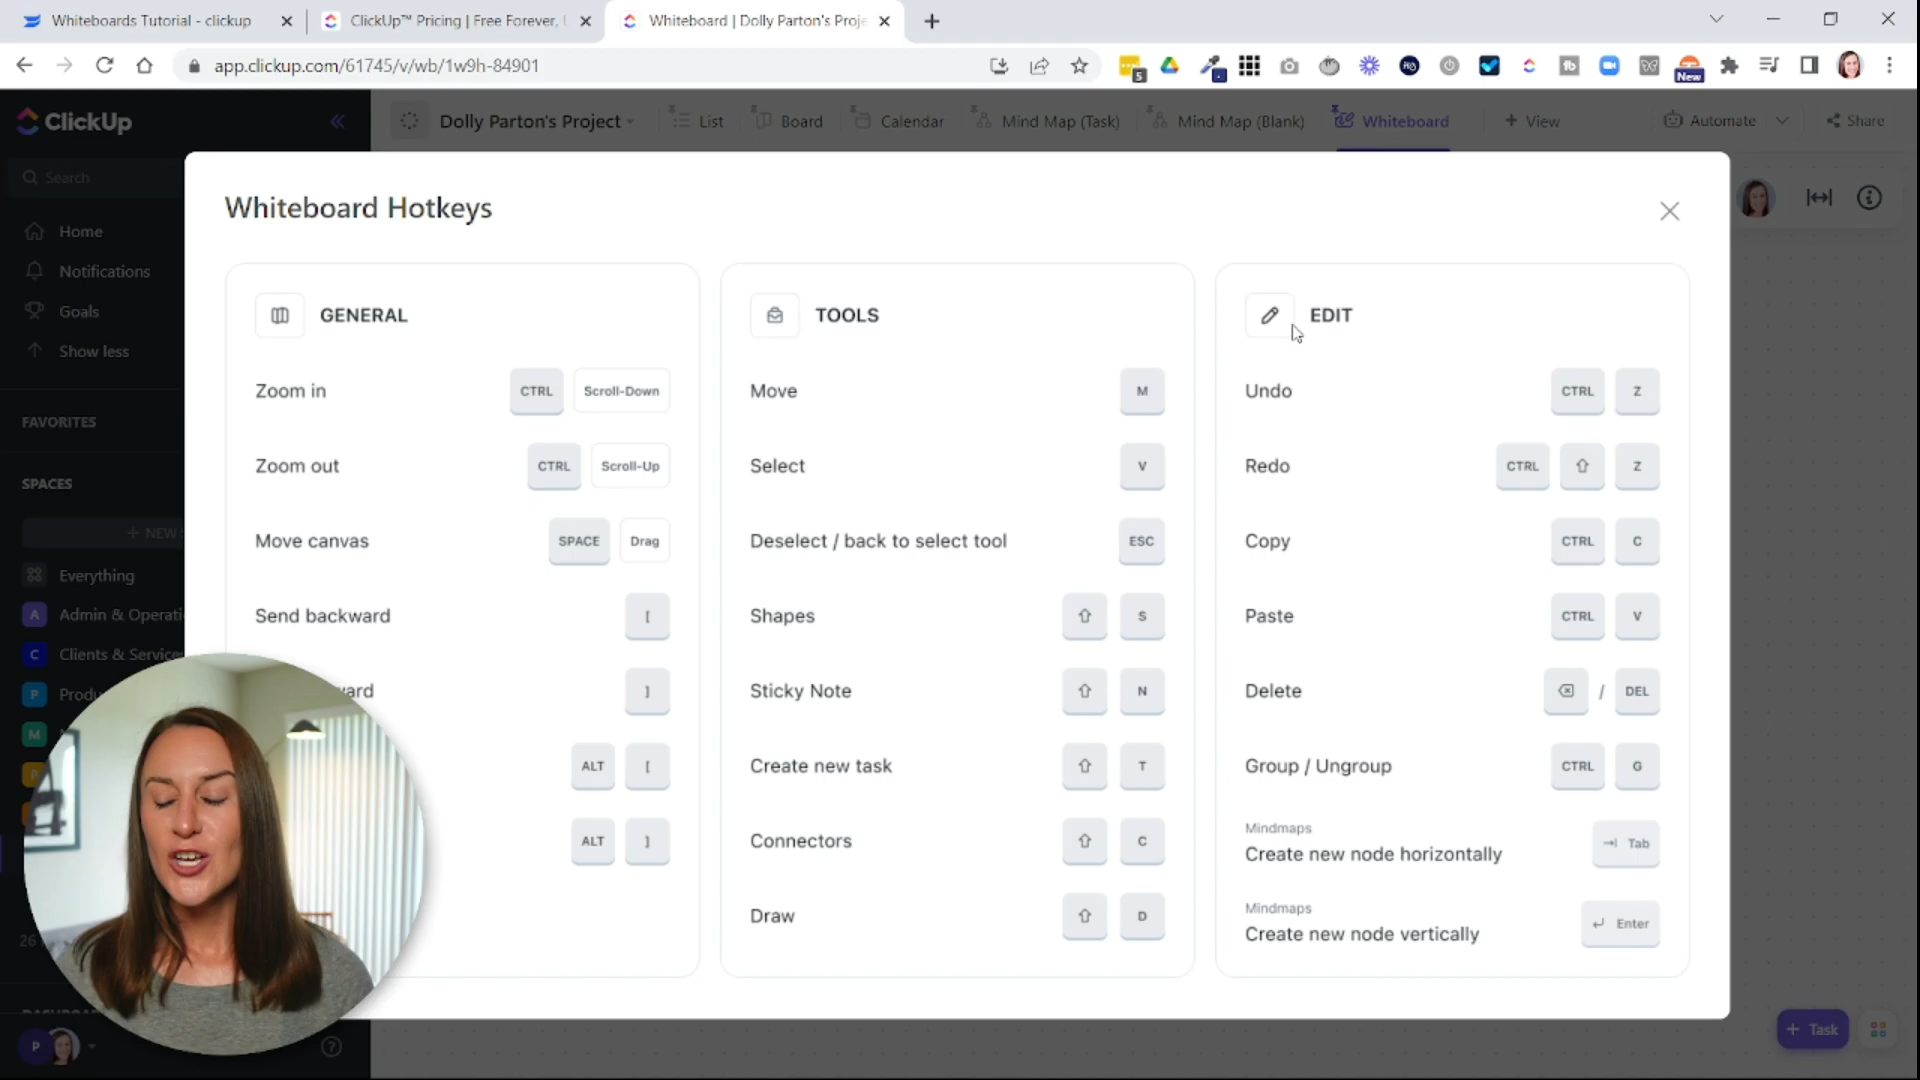 Whiteboards Tutorial - clickup
ClickUp™ Pricing | Free Forever,
Whiteboard | Dolly Parton's Proje
app.clickup.com/61745/v/wb/1w9h-84901
5
New
ClickUp
Dolly Parton's Project
List
Board
Calendar
Mind Map (Task)
Mind Map (Blank)
Whiteboard
+ View
Automate
Share
Search
Home
Notifications
Goals
Show less
FAVORITES
SPACES
+ NEW
Everything
A Admin & Operati
C Clients & Service
P Produ
M
P
26
Whiteboard Hotkeys
GENERAL
Zoom in CTRL Scroll-Down
Zoom out CTRL Scroll-Up
Move canvas SPACE Drag
Send backward [
ward ]
ALT [
ALT ]
TOOLS
Move M
Select V
Deselect / back to select tool ESC
Shapes ⇧ S
Sticky Note ⇧ N
Create new task ⇧ T
Connectors ⇧ C
Draw ⇧ D
EDIT
Undo CTRL Z
Redo CTRL ⇧ Z
Copy CTRL C
Paste CTRL V
Delete ⌫ / DEL
Group / Ungroup CTRL G
Mindmaps
Create new node horizontally Tab
Mindmaps
Create new node vertically Enter
P
+ Task